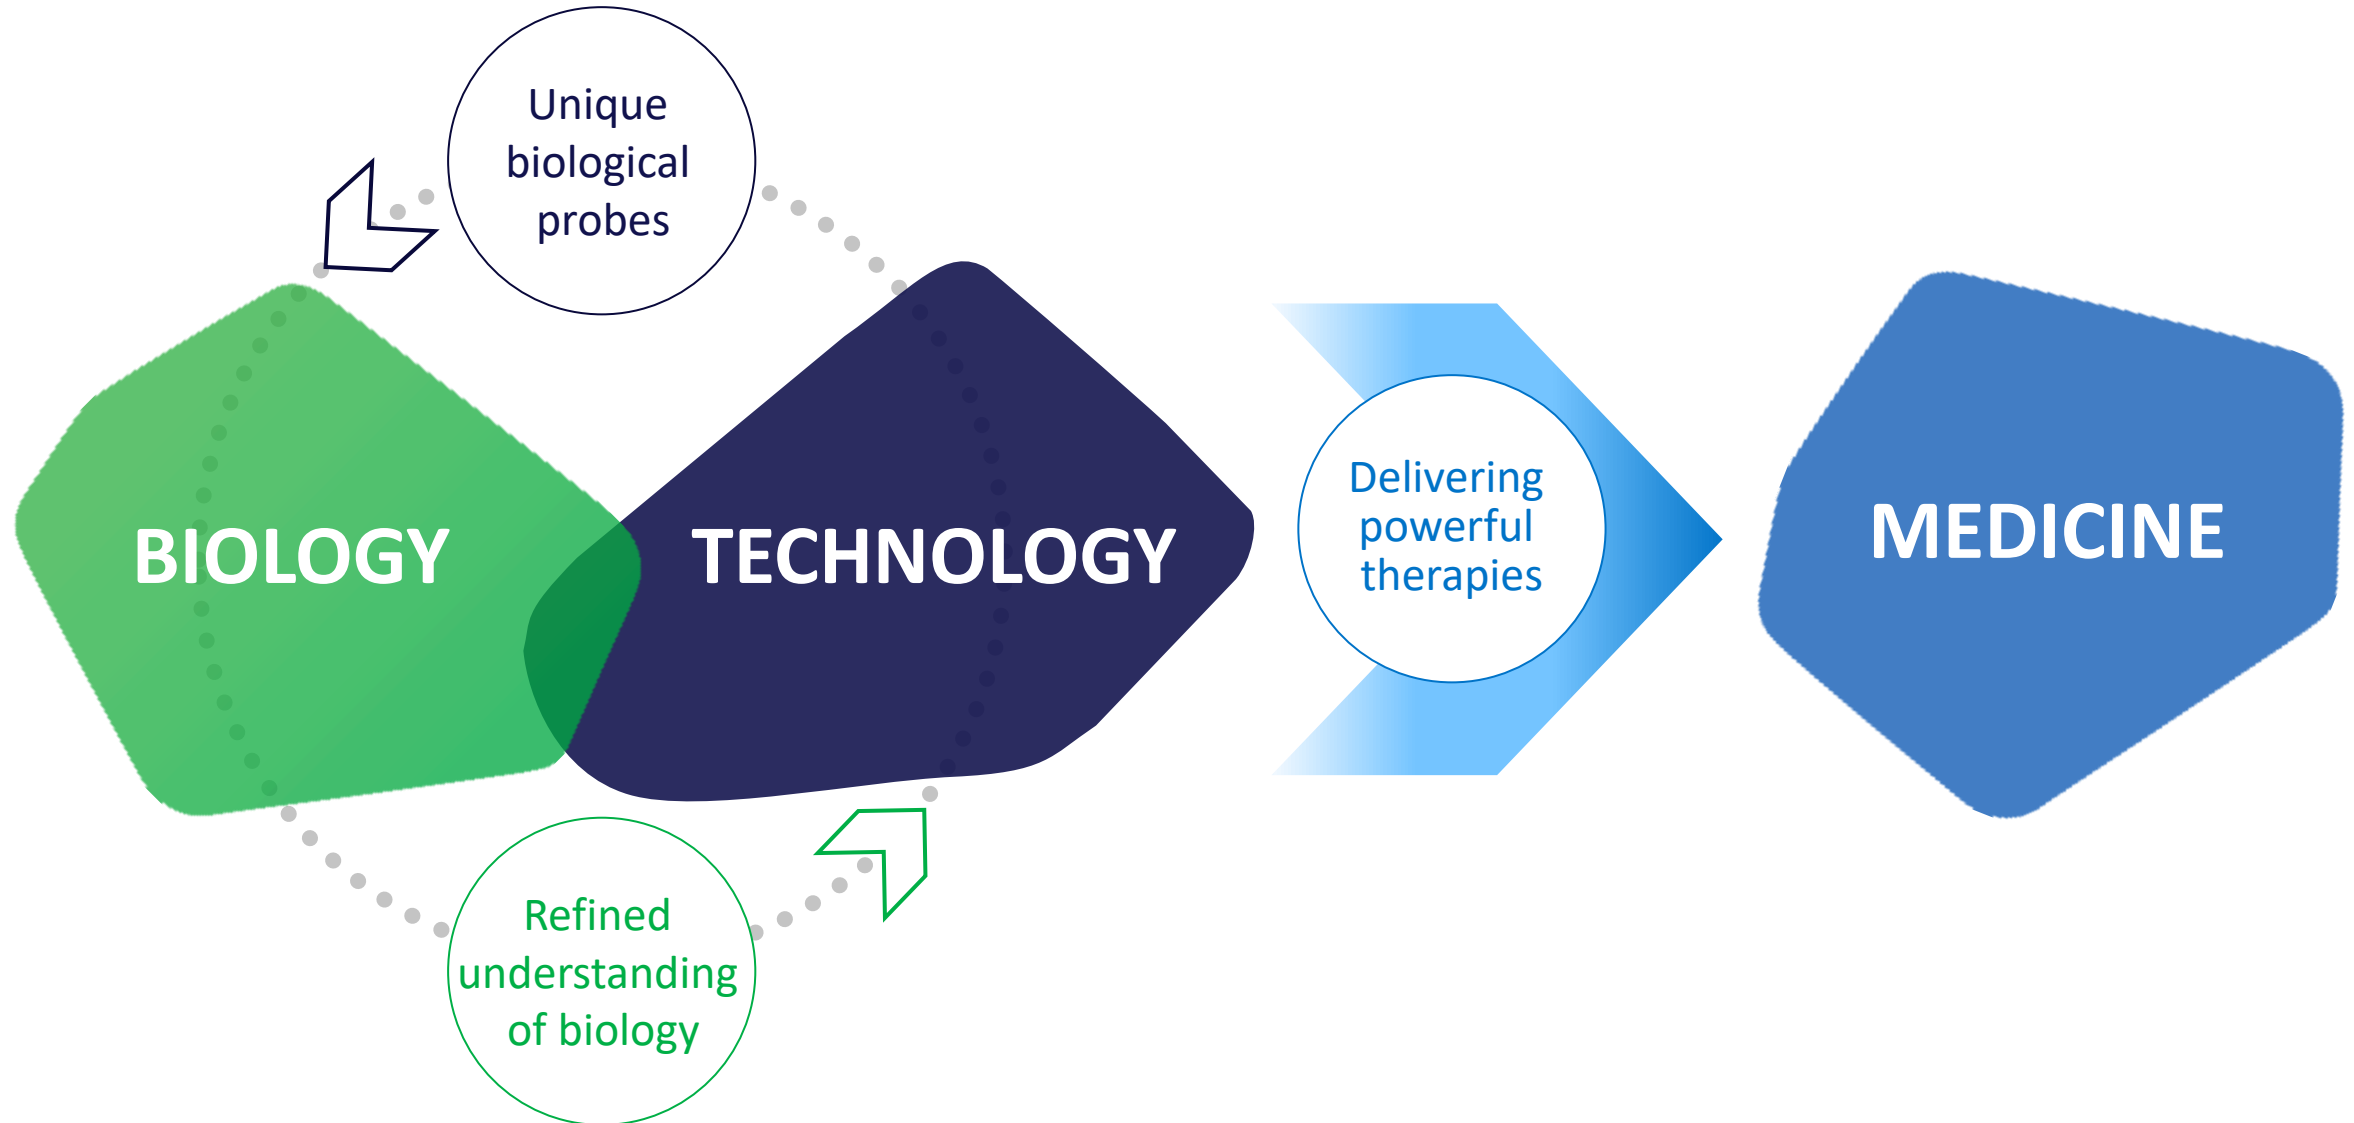 Unique
biological
probes
BIOLOGY
TECHNOLOGY
Delivering
powerful
therapies
MEDICINE
Refined
understanding
of biology